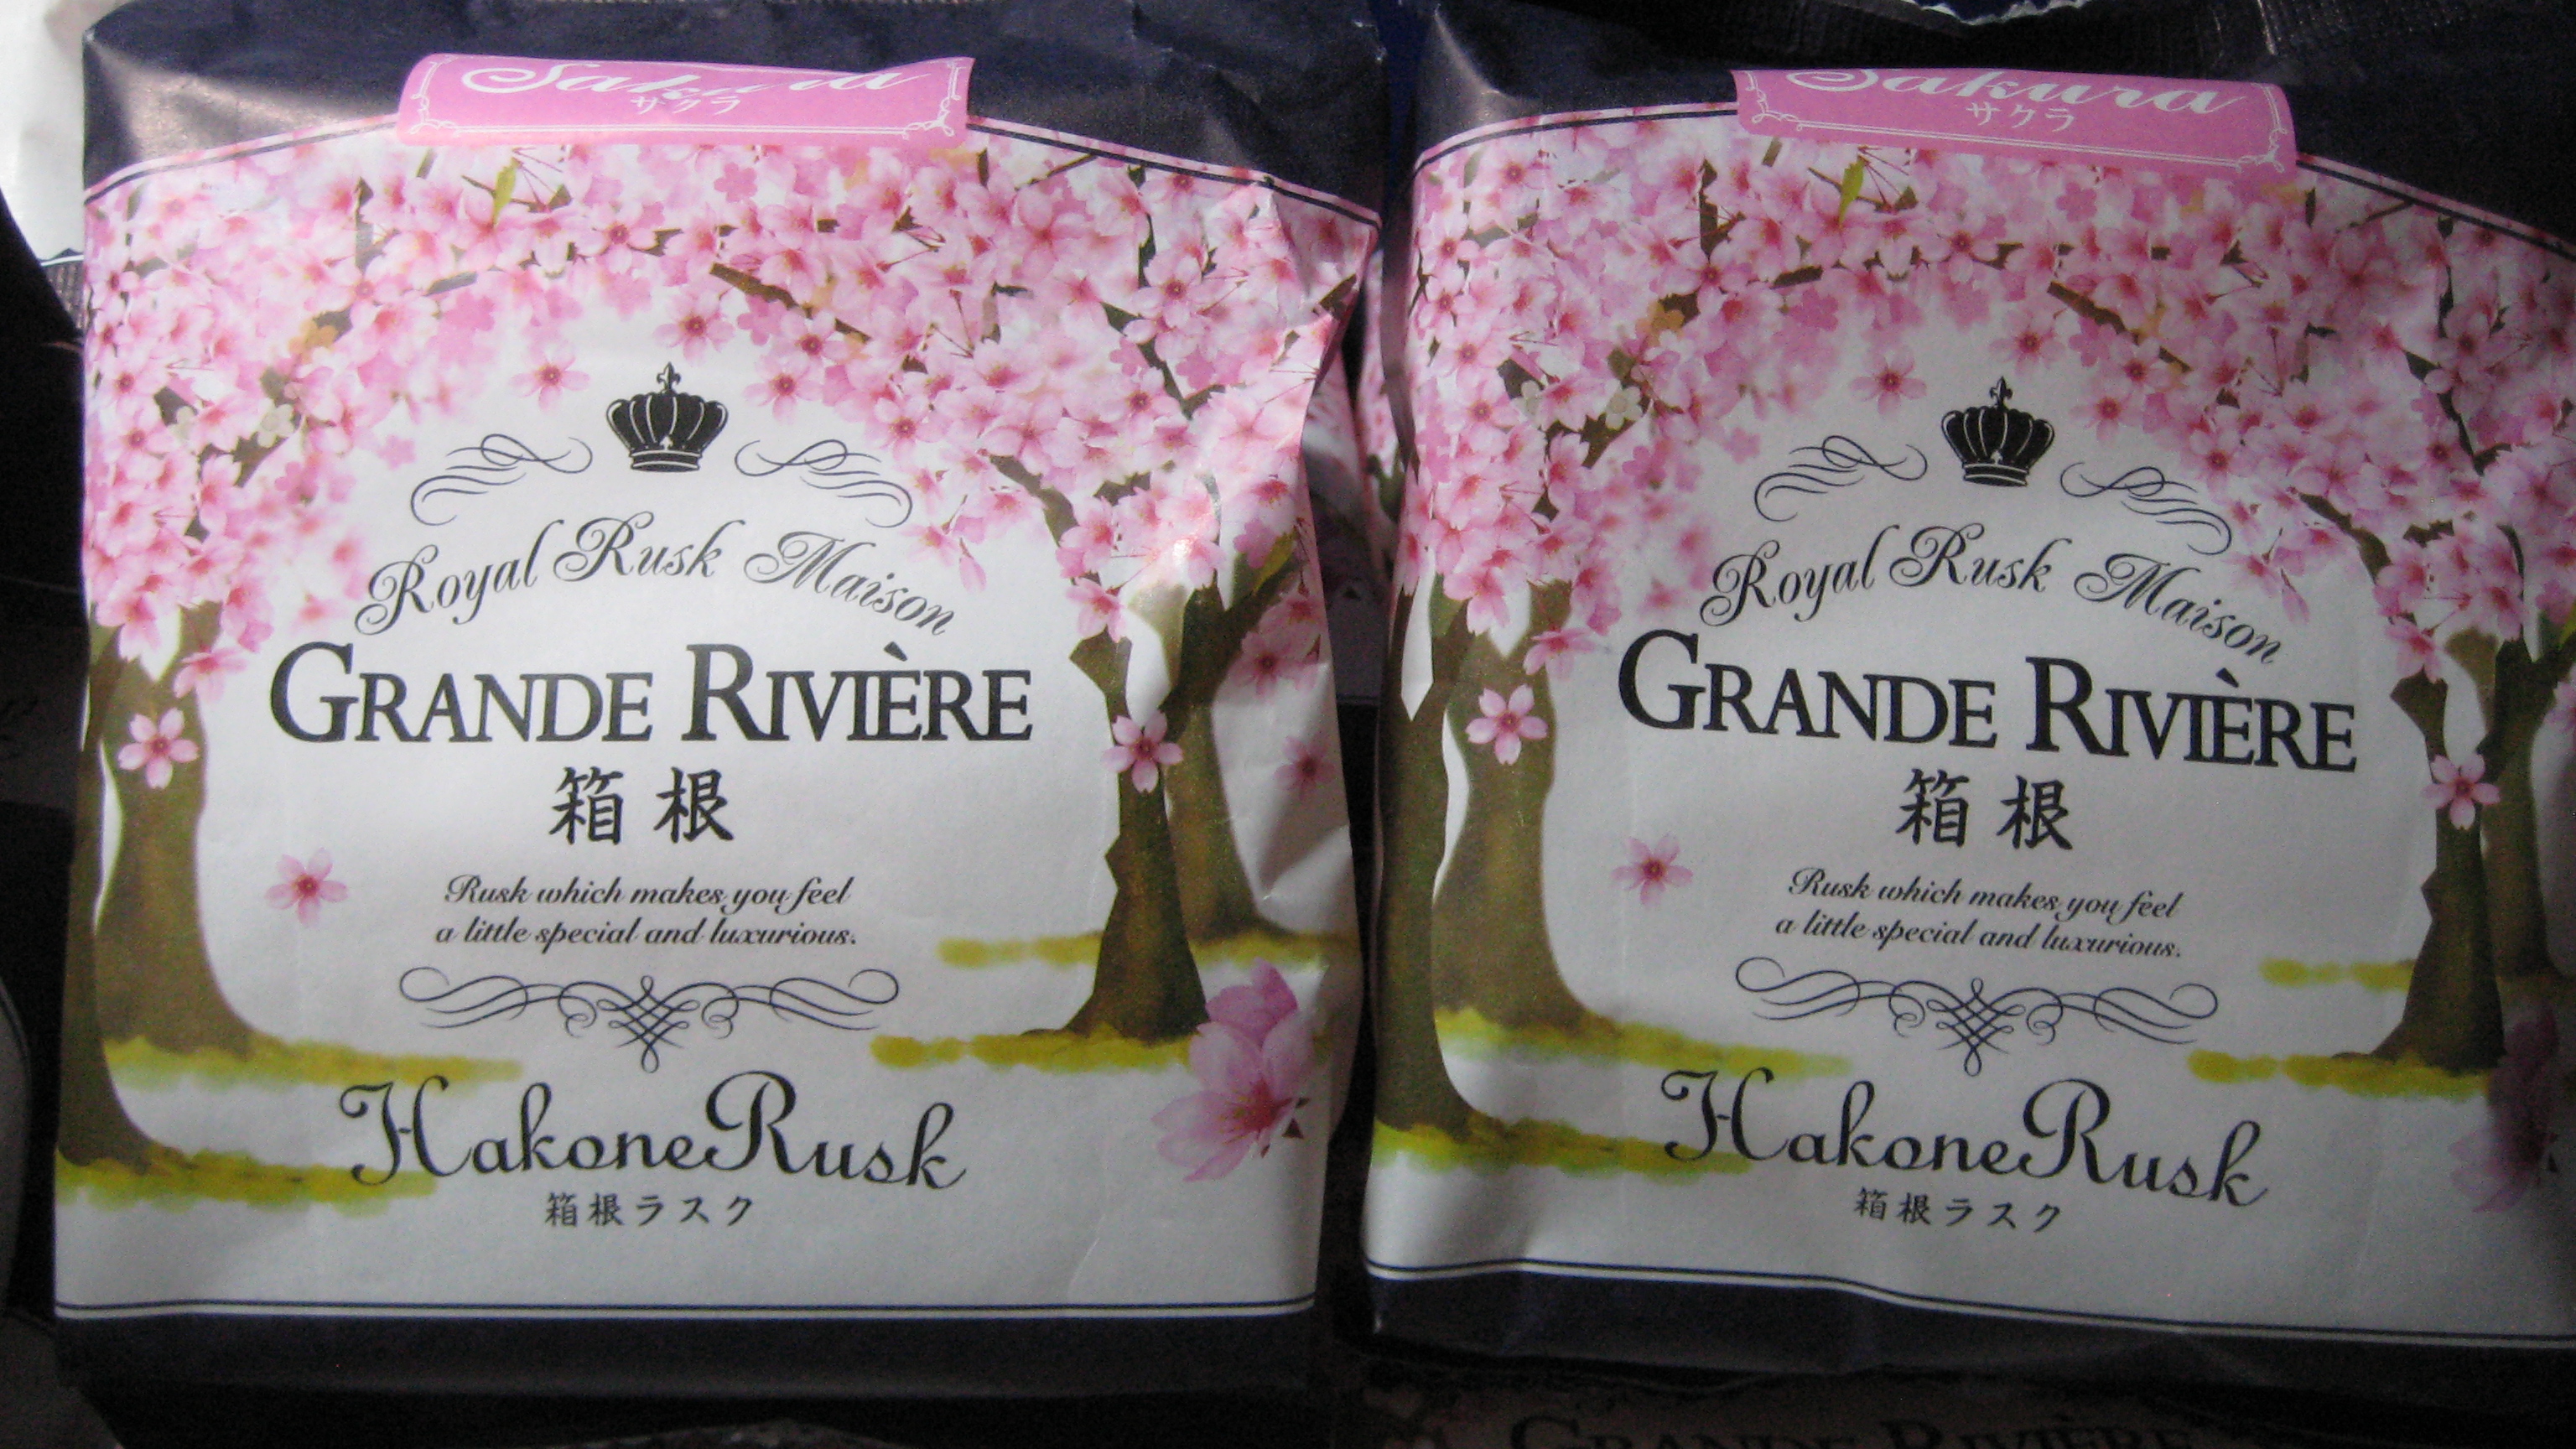 Sakura
サクラ
Royal Rusk Maison
GRANDE RIVIÈRE
箱根
Rusk which makes you feel
a little special and luxurious.
HakoneRusk
箱根ラスク
Sakura
サクラ
Royal Rusk Maison
GRANDE RIVIÈRE
箱根
Rusk which makes you feel
a little special and luxurious.
HakoneRusk
箱根ラスク
GRANDE RIVIÈRE